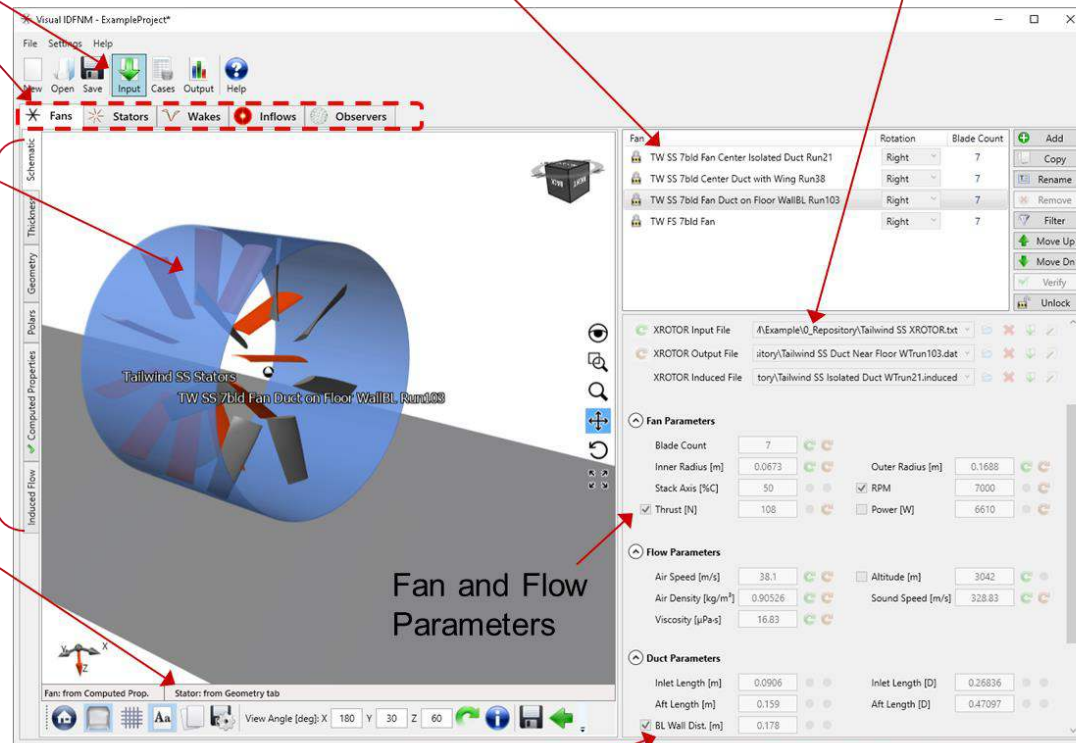 Visual IDFNM - ExampleProject*
File Settings Help
New Open Save Input Cases Output Help
Fans Stators Wakes Inflows Observers
Schematic
Thickness
Geometry
Polars
Computed Properties
Induced Flow
BACK
Tailwind SS Stators
TW SS 7bld Fan Duct on Floor WallBL Run103
Fan and Flow
Parameters
Y X
Z
Fan: from Computed Prop. Stator: from Geometry tab
Aa View Angle [deg]: X 180 Y 30 Z 60
Fan Rotation Blade Count
TW SS 7bld Fan Center Isolated Duct Run21 Right 7
TW SS 7bld Center Duct with Wing Run38 Right 7
TW SS 7bld Fan Duct on Floor WallBL Run103 Right 7
TW FS 7bld Fan Right 7
Add
Copy
Rename
Remove
Filter
Move Up
Move Dn
Verify
Unlock
XROTOR Input File \Example\0_Repository\Tailwind SS XROTOR.txt
XROTOR Output File sitory\Tailwind SS Duct Near Floor WTrun103.dat
XROTOR Induced File tory\Tailwind SS Isolated Duct WTrun21.induced
Fan Parameters
Blade Count 7
Inner Radius [m] 0.0673 Outer Radius [m] 0.1688
Stack Axis [%C] 50 RPM 7000
Thrust [N] 108 Power [W] 6610
Flow Parameters
Air Speed [m/s] 38.1 Altitude [m] 3042
Air Density [kg/m³] 0.90526 Sound Speed [m/s] 328.83
Viscosity [µPa·s] 16.83
Duct Parameters
Inlet Length [m] 0.0906 Inlet Length [D] 0.26836
Aft Length [m] 0.159 Aft Length [D] 0.47097
BL Wall Dist. [m] 0.178